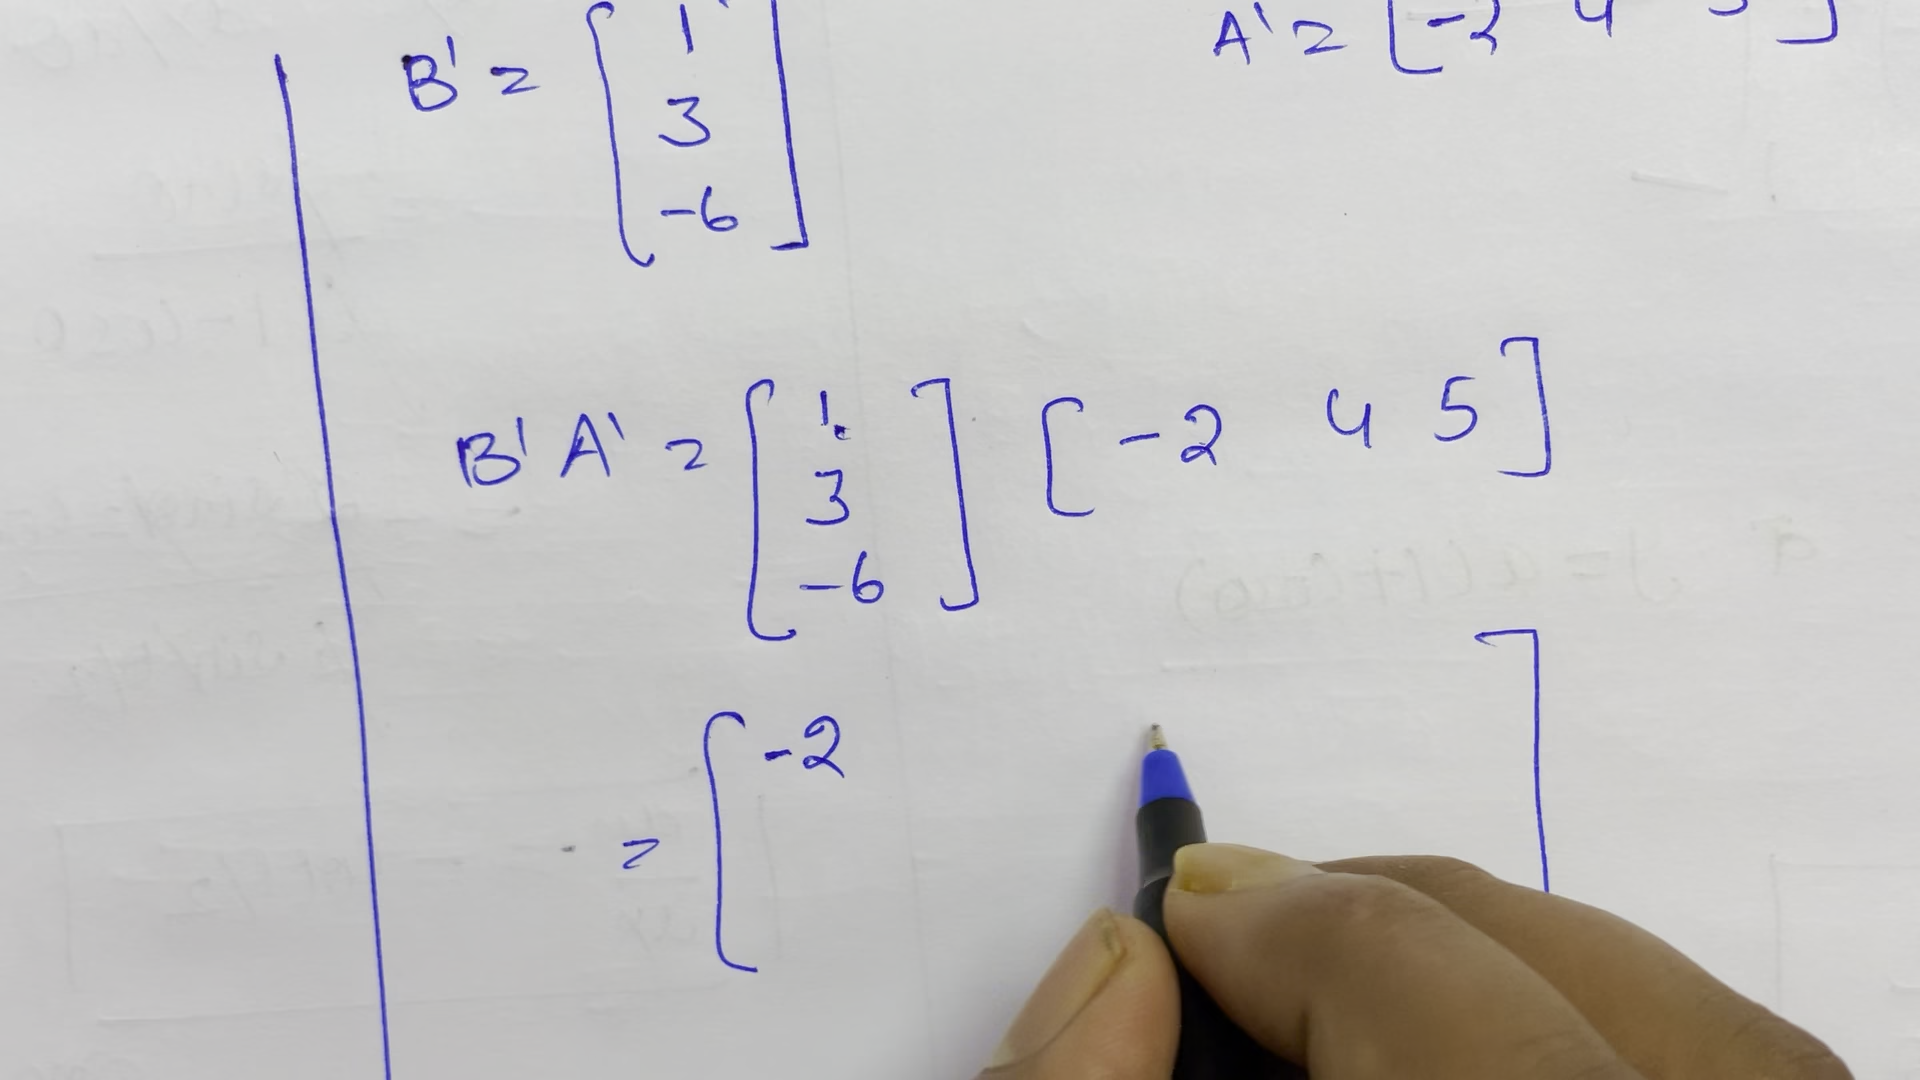 B' = [1 3 -6]
A' = [-2 4 5]
B' A' = [1 3 -6] [-2 4 5]
= [-2 ]